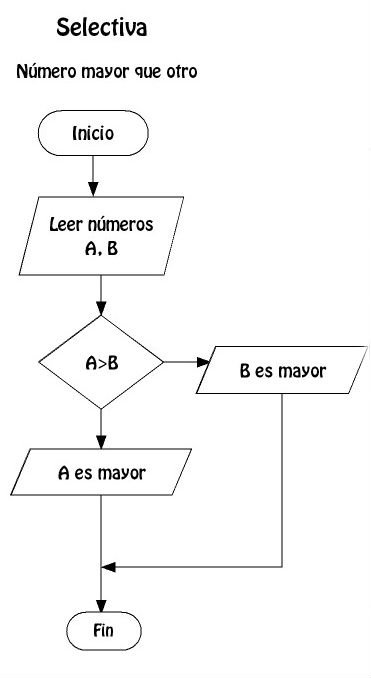 Selectiva
Número mayor que otro
Inicio
Leer números
A, B
A>B
B es mayor
A es mayor
Fin